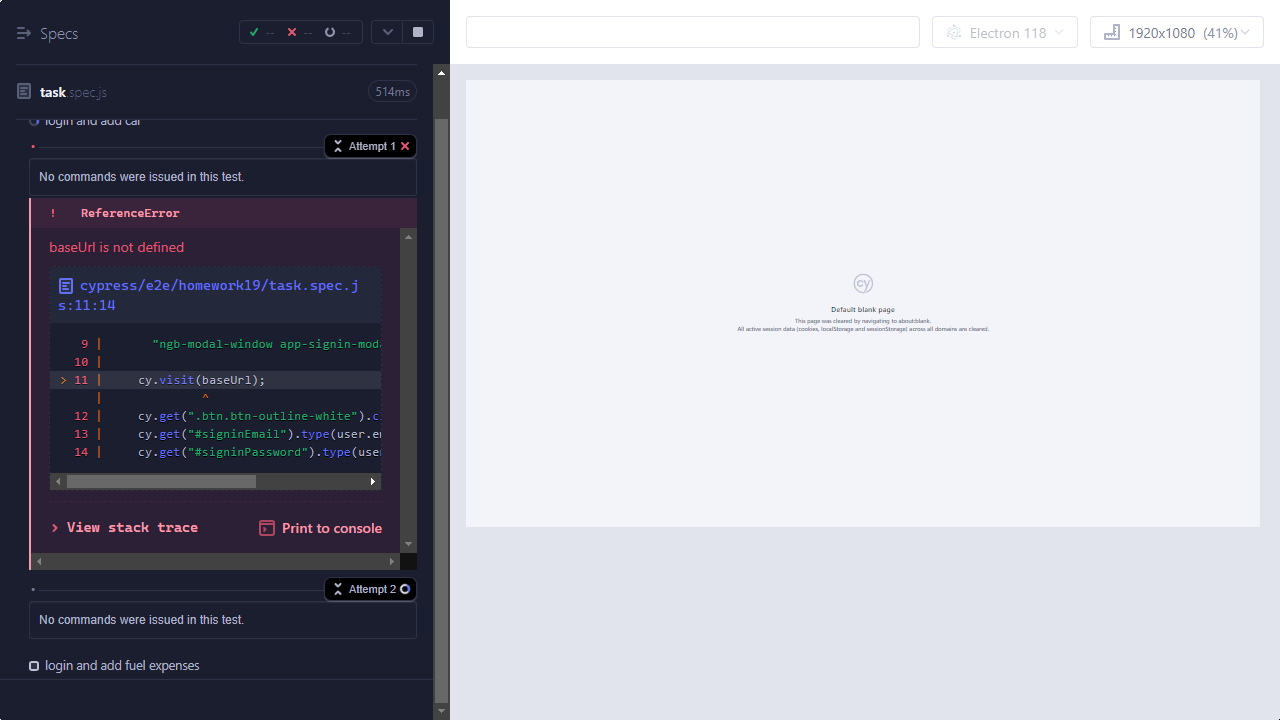 Specs
-- -- --
Electron 118
1920x1080 (41%)
task.spec.js
514ms
login and add car
Attempt 1
No commands were issued in this test.
! ReferenceError
baseUrl is not defined
cypress/e2e/homework19/task.spec.j
s:11:14
9 | "ngb-modal-window app-signin-moda
10 |
> 11 | cy.visit(baseUrl);
| ^
12 | cy.get(".btn.btn-outline-white").c
13 | cy.get("#signinEmail").type(user.em
14 | cy.get("#signinPassword").type(use
> View stack trace
Print to console
Attempt 2
No commands were issued in this test.
login and add fuel expenses
cy
Default blank page
This page was cleared by navigating to about:blank.
All active session data (cookies, localStorage and sessionStorage) across all domains are cleared.